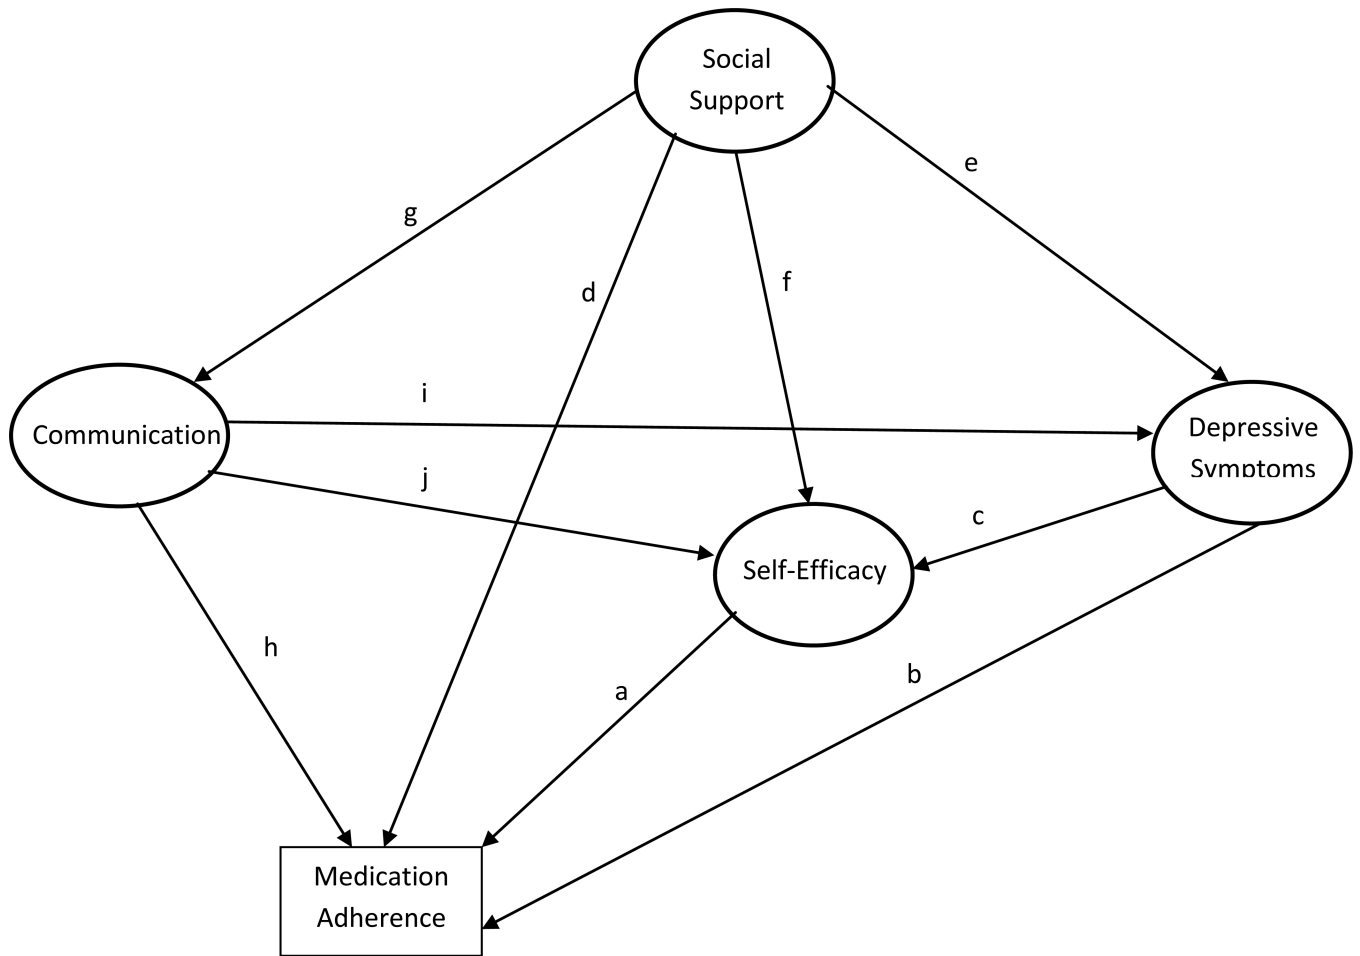 Social
Support
e
g
d
f
i
Communication
Depressive
Symptoms
j
c
Self-Efficacy
h
b
a
Medication
Adherence